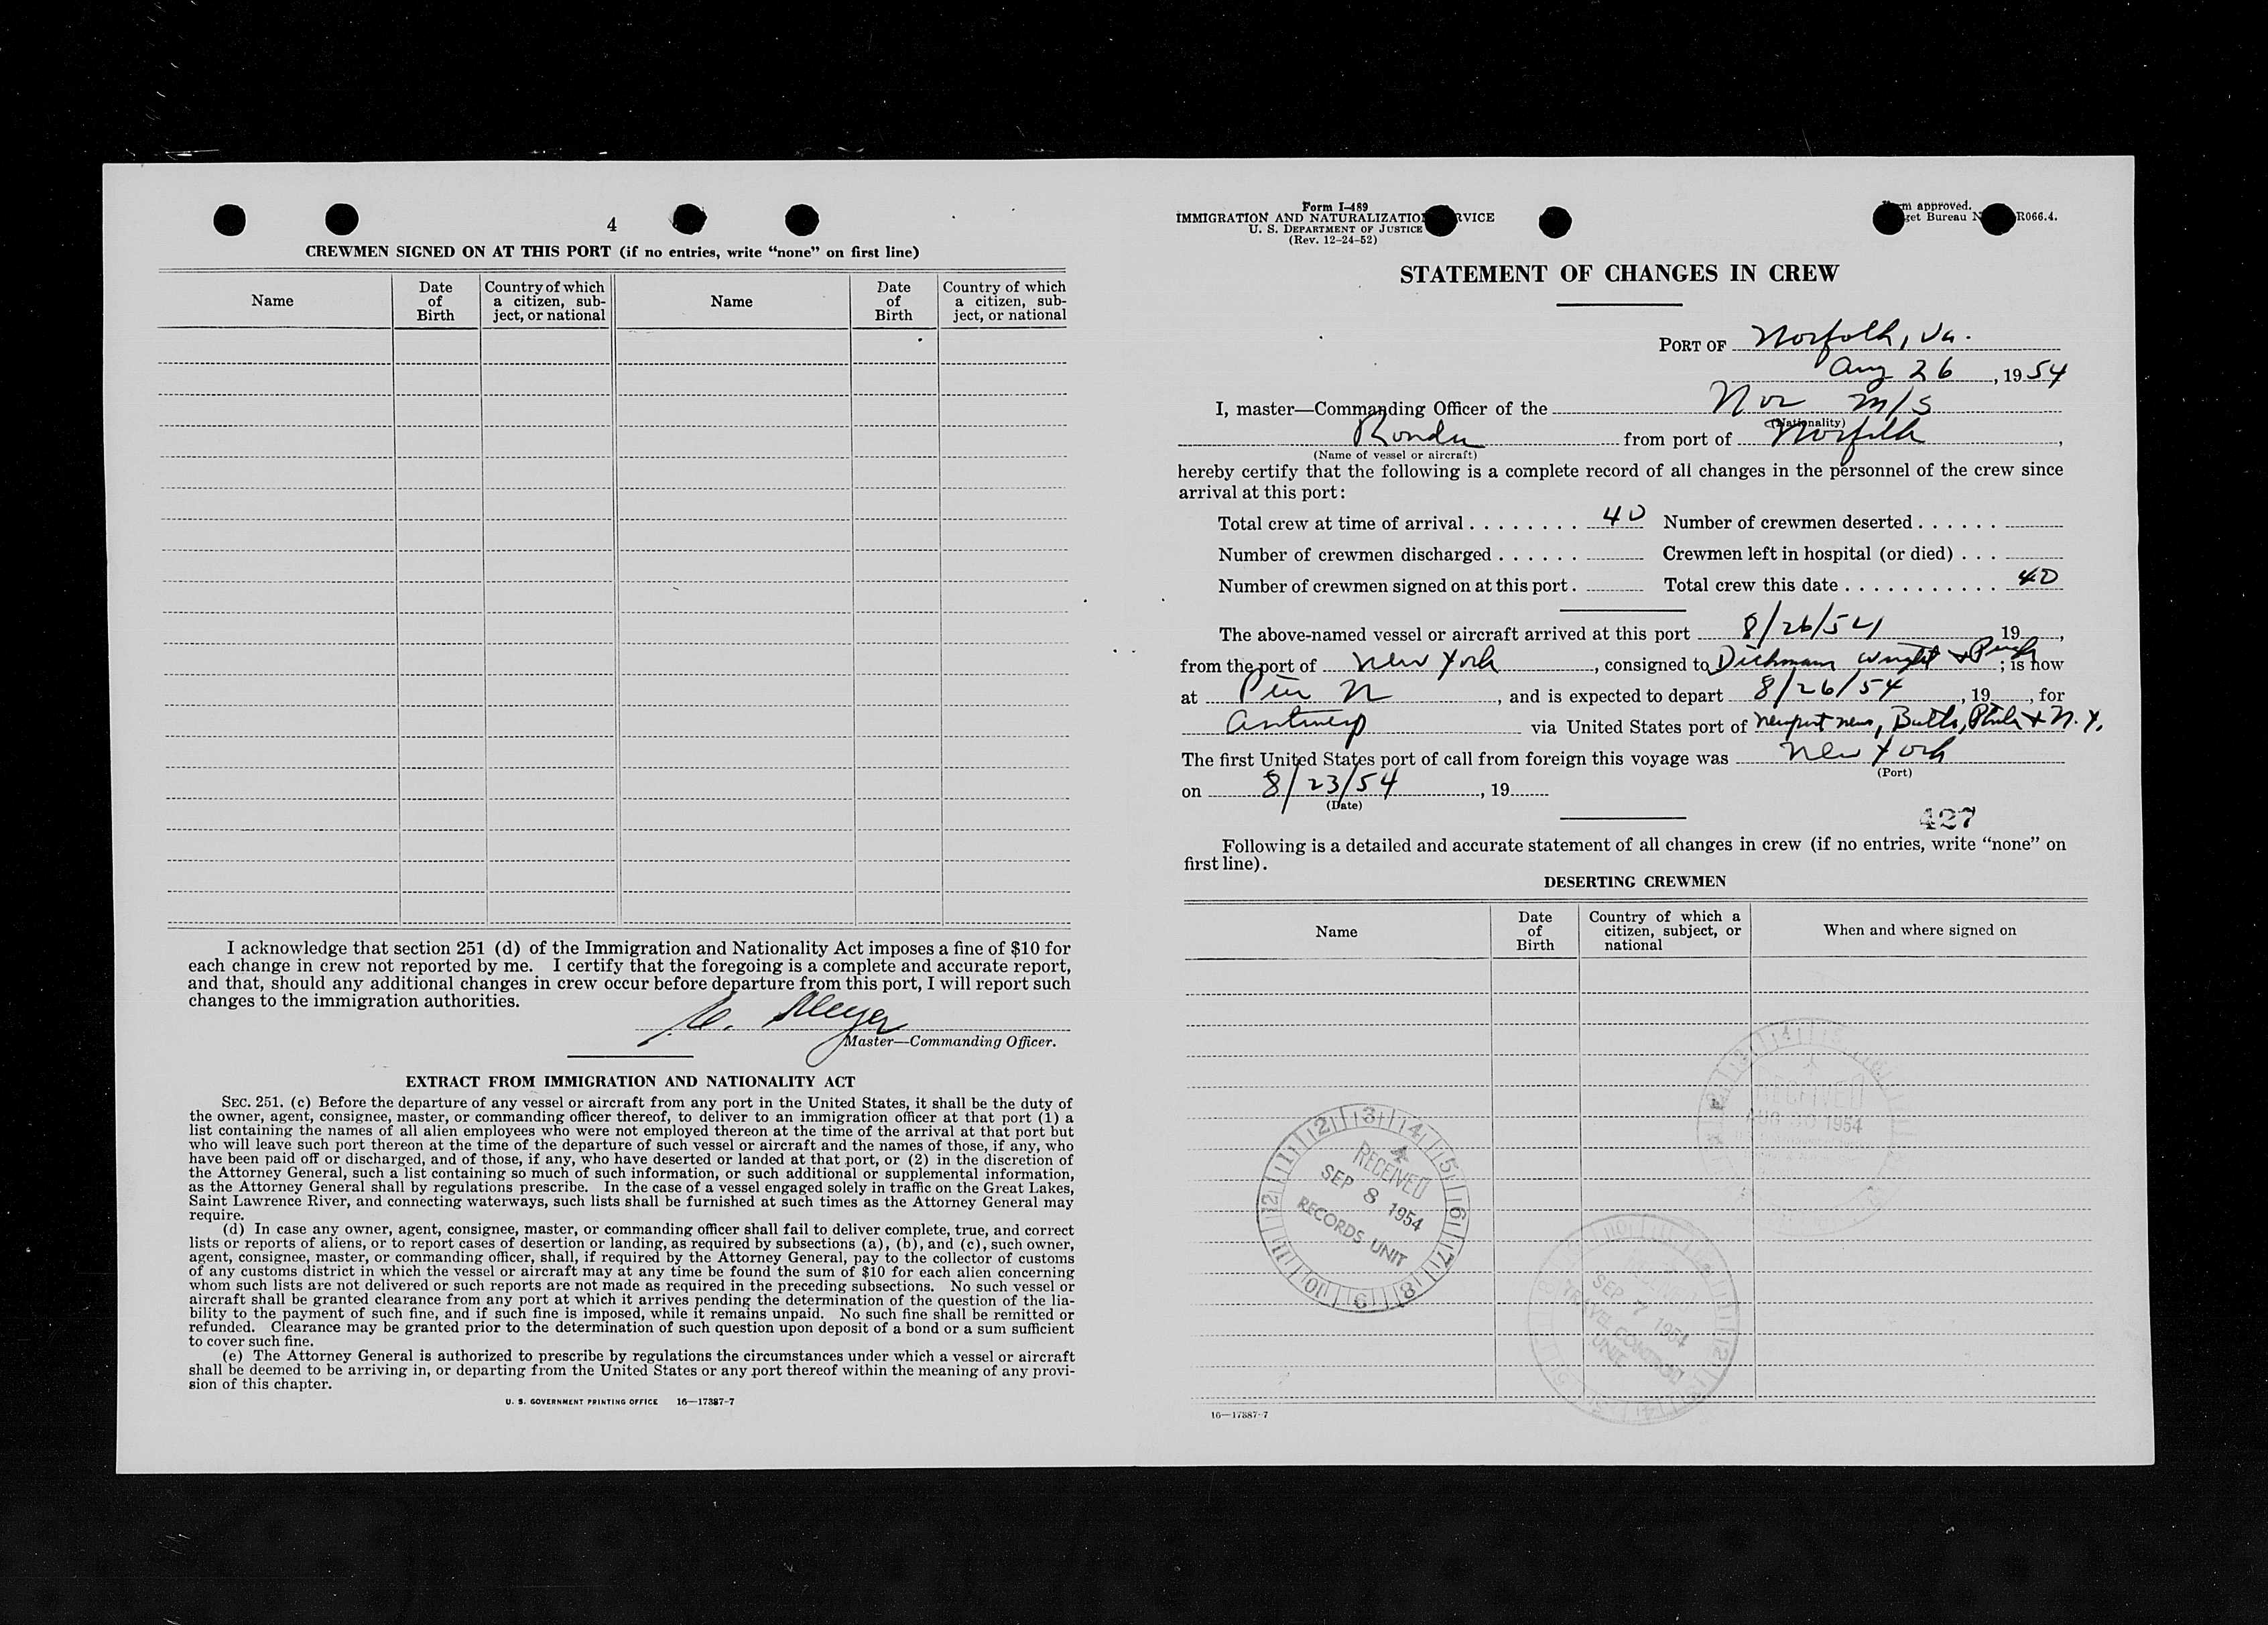 4
CREWMEN SIGNED ON AT THIS PORT (if no entries, write “none” on first line)
Name
Date of Birth
Country of which a citizen, subject, or national
Name
Date of Birth
Country of which a citizen, subject, or national
I acknowledge that section 251 (d) of the Immigration and Nationality Act imposes a fine of $10 for
each change in crew not reported by me. I certify that the foregoing is a complete and accurate report,
and that, should any additional changes in crew occur before departure from this port, I will report such
changes to the immigration authorities.
Meyer
Master—Commanding Officer.
EXTRACT FROM IMMIGRATION AND NATIONALITY ACT
SEC. 251. (c) Before the departure of any vessel or aircraft from any port in the United States, it shall be the duty of
the owner, agent, consignee, master, or commanding officer thereof, to deliver to an immigration officer at that port (1) a
list containing the names of all alien employees who were not employed thereon at the time of the arrival at that port but
who will leave such port thereon at the time of the departure of such vessel or aircraft and the names of those, if any, who
have been paid off or discharged, and of those, if any, who have deserted or landed at that port, or (2) in the discretion of
the Attorney General, such a list containing so much of such information, or such additional or supplemental information,
as the Attorney General shall by regulations prescribe. In the case of a vessel engaged solely in traffic on the Great Lakes,
Saint Lawrence River, and connecting waterways, such lists shall be furnished at such times as the Attorney General may
require.
(d) In case any owner, agent, consignee, master, or commanding officer shall fail to deliver complete, true, and correct
lists or reports of aliens, or to report cases of desertion or landing, as required by subsections (a), (b), and (c), such owner,
agent, consignee, master, or commanding officer, shall, if required by the Attorney General, pay to the collector of customs
of any customs district in which the vessel or aircraft may at any time be found the sum of $10 for each alien concerning
whom such lists are not delivered or such reports are not made as required in the preceding subsections. No such vessel or
aircraft shall be granted clearance from any port at which it arrives pending the determination of the question of the lia-
bility to the payment of such fine, and if such fine is imposed, while it remains unpaid. No such fine shall be remitted or
refunded. Clearance may be granted prior to the determination of such question upon deposit of a bond or a sum sufficient
to cover such fine.
(e) The Attorney General is authorized to prescribe by regulations the circumstances under which a vessel or aircraft
shall be deemed to be arriving in, or departing from the United States or any port thereof within the meaning of any provi-
sion of this chapter.
U. S. GOVERNMENT PRINTING OFFICE 16—17387-7
Form I-489
IMMIGRATION AND NATURALIZATION SERVICE
U. S. DEPARTMENT OF JUSTICE
(Rev. 12-24-52)
Form approved.
Budget Bureau N R066.4.
STATEMENT OF CHANGES IN CREW
PORT OF Norfolk, Va.
Aug 26, 1954
I, master—Commanding Officer of the Nor m/s
(Nationality)
Ronda from port of Norfolk,
(Name of vessel or aircraft)
hereby certify that the following is a complete record of all changes in the personnel of the crew since
arrival at this port:
Total crew at time of arrival . . . . . . . . 40 Number of crewmen deserted . . . . . .
Number of crewmen discharged . . . . . . Crewmen left in hospital (or died) . . .
Number of crewmen signed on at this port. Total crew this date . . . . . . . . . . . 40
The above-named vessel or aircraft arrived at this port 8/26/54 19 ,
from the port of New York, consigned to Dichmann Wright & Pugh; is now
at Pier N, and is expected to depart 8/26/54, 19 , for
Antwerp via United States port of Newport News, Balto, Phila & N.Y.
The first United States port of call from foreign this voyage was New York
(Port)
on 8/23/54, 19
(Date)
427
Following is a detailed and accurate statement of all changes in crew (if no entries, write “none” on
first line).
DESERTING CREWMEN
Name
Date of Birth
Country of which a citizen, subject, or national
When and where signed on
RECEIVED
AUG 30 1954
12 1 2 3 4 5 6 7 8 9 10 11
RECEIVED
SEP 8 1954
RECORDS UNIT
RECEIVED
SEP 7 1954
TRAVEL CONTROL
UNIT
16—17387-7